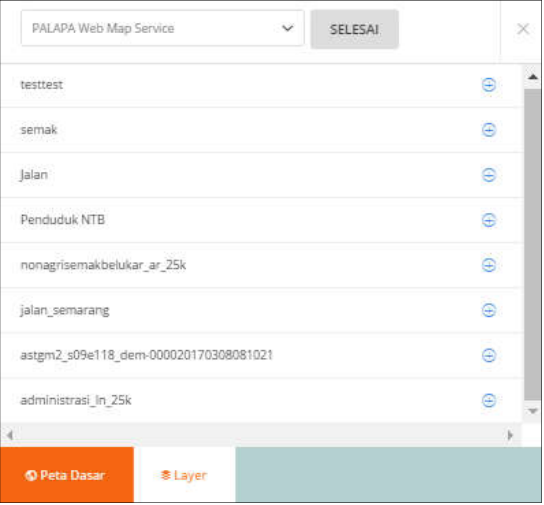 PALAPA Web Map Service
SELESAI
testtest
semak
Jalan
Penduduk NTB
nonagrisemakbelukar_ar_25k
jalan_semarang
astgm2_s09e118_dem-000020170308081021
administrasi_ln_25k
Peta Dasar
Layer